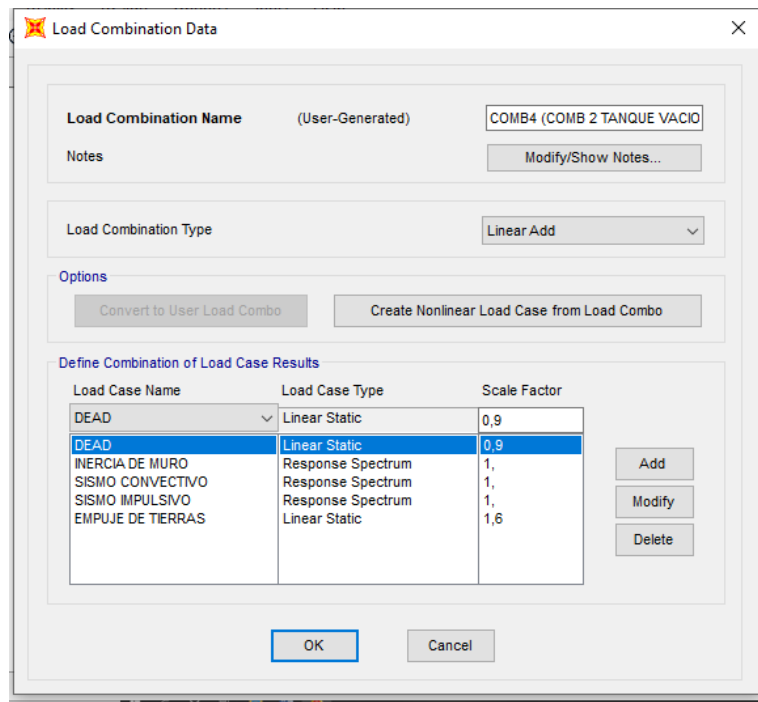 Load Combination Data
Load Combination Name (User-Generated) COMB4 (COMB 2 TANQUE VACIO
Notes Modify/Show Notes...
Load Combination Type Linear Add
Options
Convert to User Load Combo Create Nonlinear Load Case from Load Combo
Define Combination of Load Case Results
Load Case Name Load Case Type Scale Factor
DEAD Linear Static 0,9
DEAD Linear Static 0,9
INERCIA DE MURO Response Spectrum 1,
SISMO CONVECTIVO Response Spectrum 1,
SISMO IMPULSIVO Response Spectrum 1,
EMPUJE DE TIERRAS Linear Static 1,6
Add
Modify
Delete
OK Cancel